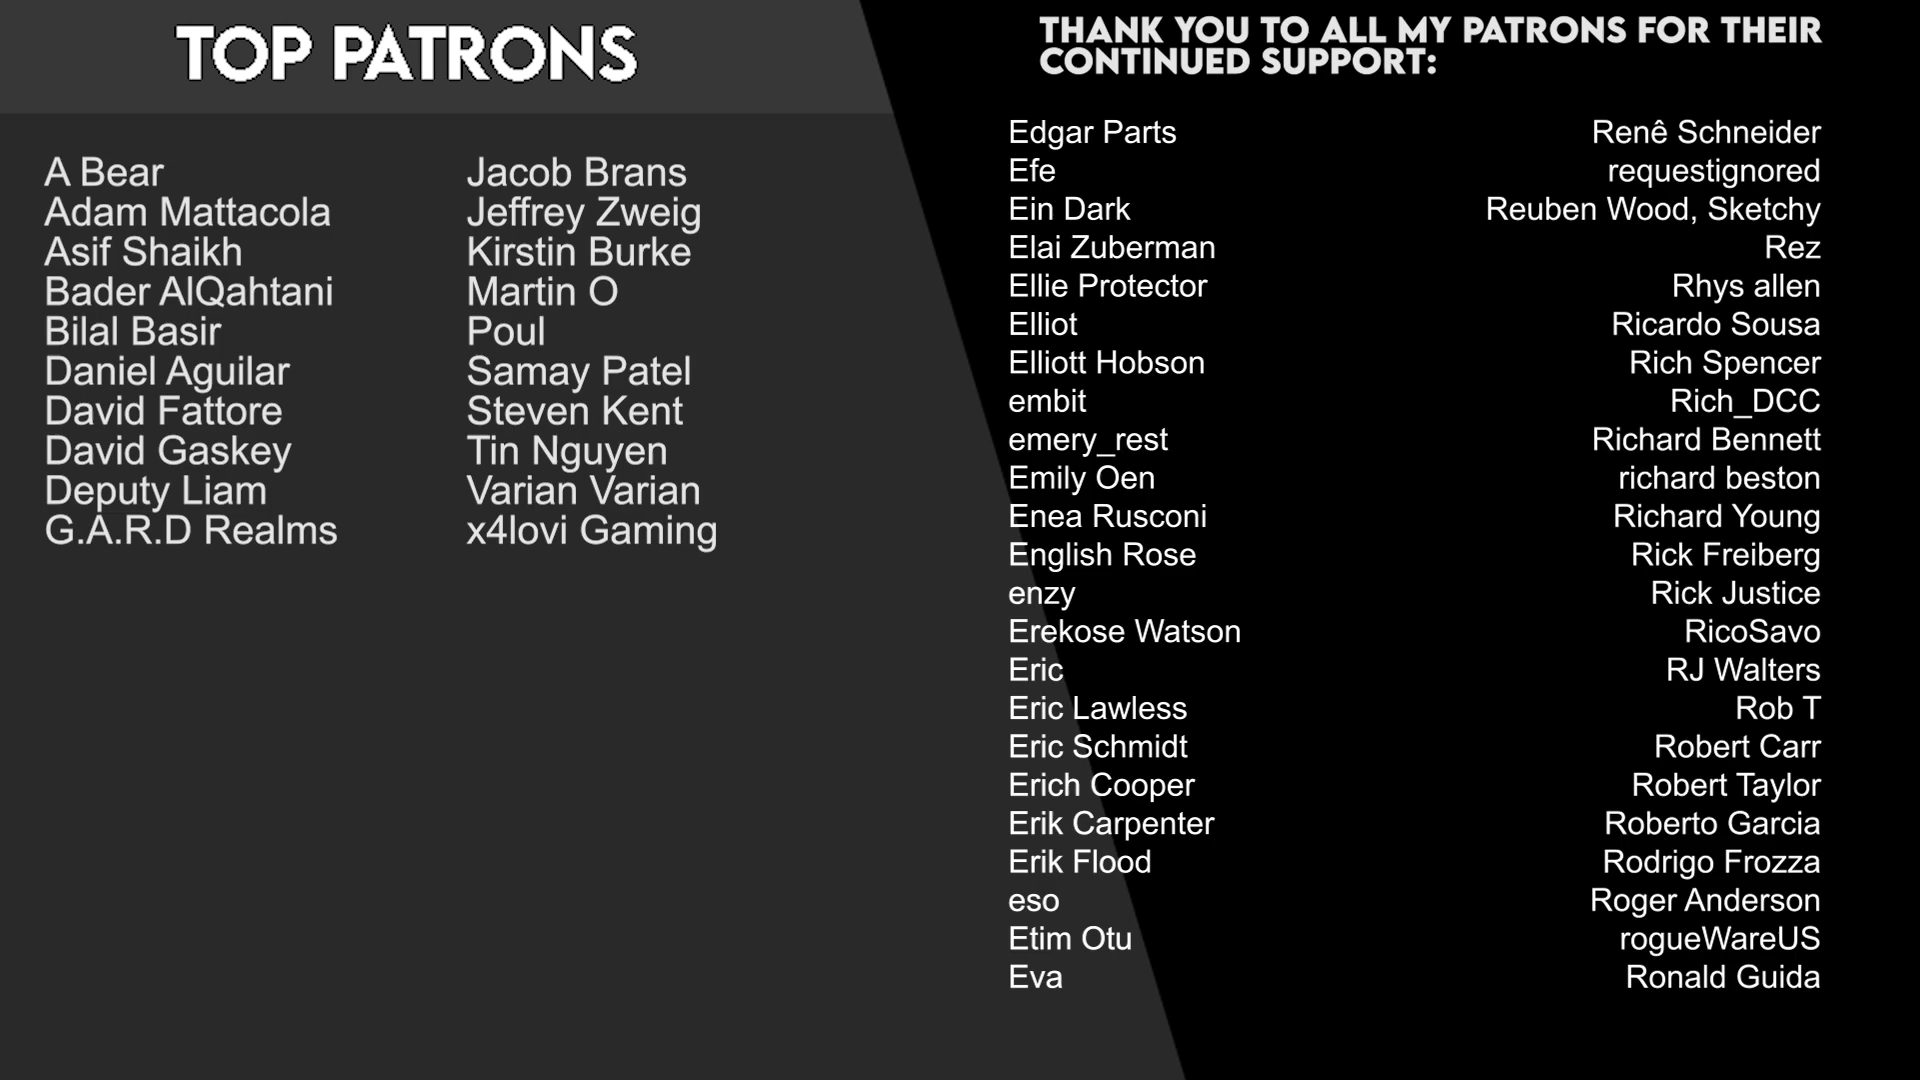 TOP PATRONS
A Bear
Adam Mattacola
Asif Shaikh
Bader AlQahtani
Bilal Basir
Daniel Aguilar
David Fattore
David Gaskey
Deputy Liam
G.A.R.D Realms
Jacob Brans
Jeffrey Zweig
Kirstin Burke
Martin O
Poul
Samay Patel
Steven Kent
Tin Nguyen
Varian Varian
x4lovi Gaming
THANK YOU TO ALL MY PATRONS FOR THEIR
CONTINUED SUPPORT:
Edgar Parts
Efe
Ein Dark
Elai Zuberman
Ellie Protector
Elliot
Elliott Hobson
embit
emery_rest
Emily Oen
Enea Rusconi
English Rose
enzy
Erekose Watson
Eric
Eric Lawless
Eric Schmidt
Erich Cooper
Erik Carpenter
Erik Flood
eso
Etim Otu
Eva
Renê Schneider
requestignored
Reuben Wood, Sketchy
Rez
Rhys allen
Ricardo Sousa
Rich Spencer
Rich_DCC
Richard Bennett
richard beston
Richard Young
Rick Freiberg
Rick Justice
RicoSavo
RJ Walters
Rob T
Robert Carr
Robert Taylor
Roberto Garcia
Rodrigo Frozza
Roger Anderson
rogueWareUS
Ronald Guida